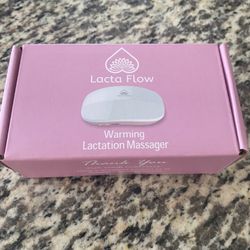 Lacta Flow
Warming
Lactation Massager
Thank You